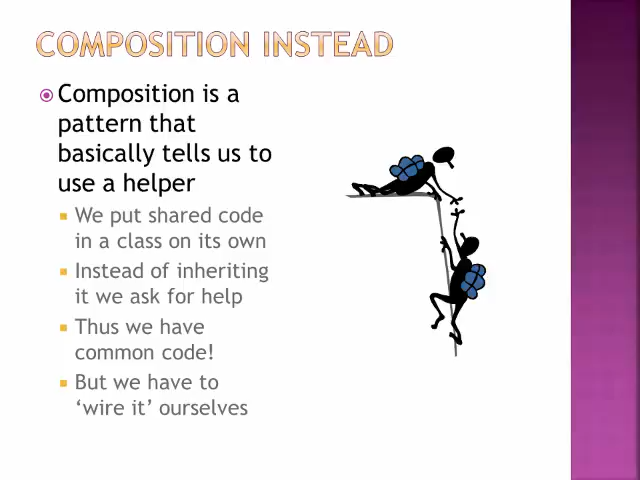 COMPOSITION INSTEAD
Composition is a
pattern that
basically tells us to
use a helper
We put shared code
in a class on its own
Instead of inheriting
it we ask for help
Thus we have
common code!
But we have to
‘wire it’ ourselves